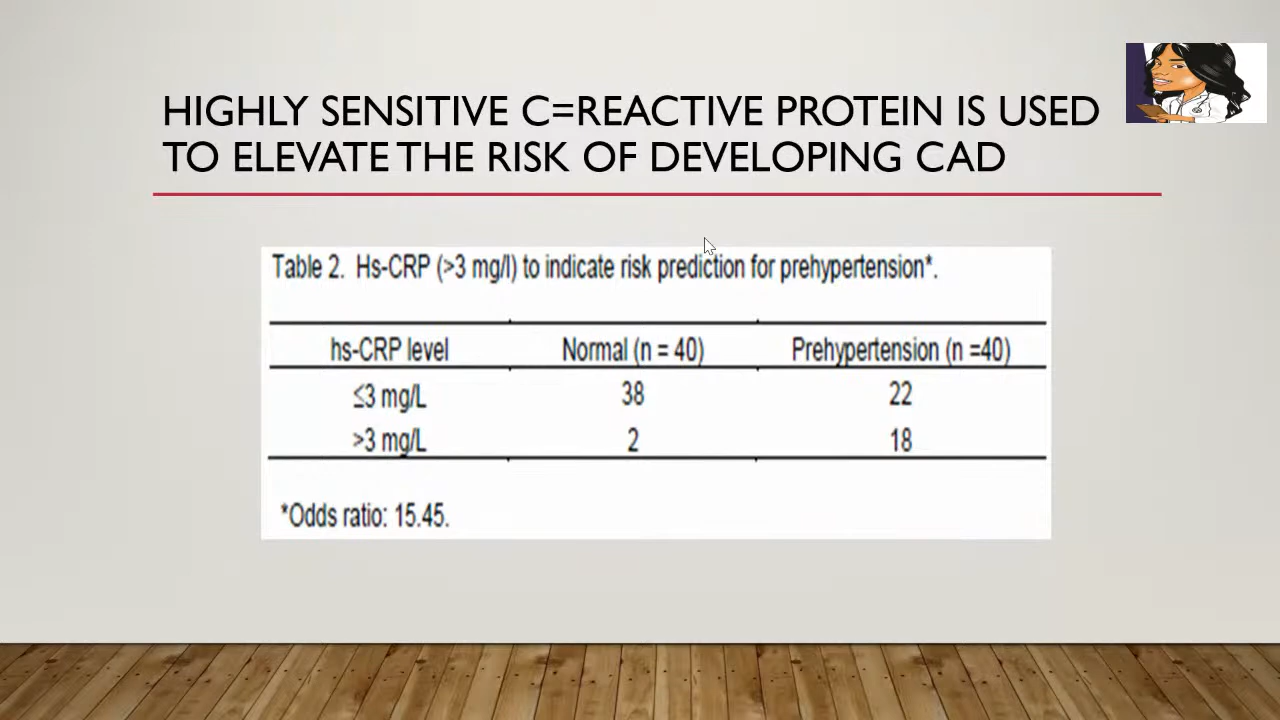 HIGHLY SENSITIVE C=REACTIVE PROTEIN IS USED
TO ELEVATE THE RISK OF DEVELOPING CAD
Table 2. Hs-CRP (>3 mg/l) to indicate risk prediction for prehypertension*.
hs-CRP level Normal (n = 40) Prehypertension (n =40)
≤3 mg/L 38 22
>3 mg/L 2 18
*Odds ratio: 15.45.